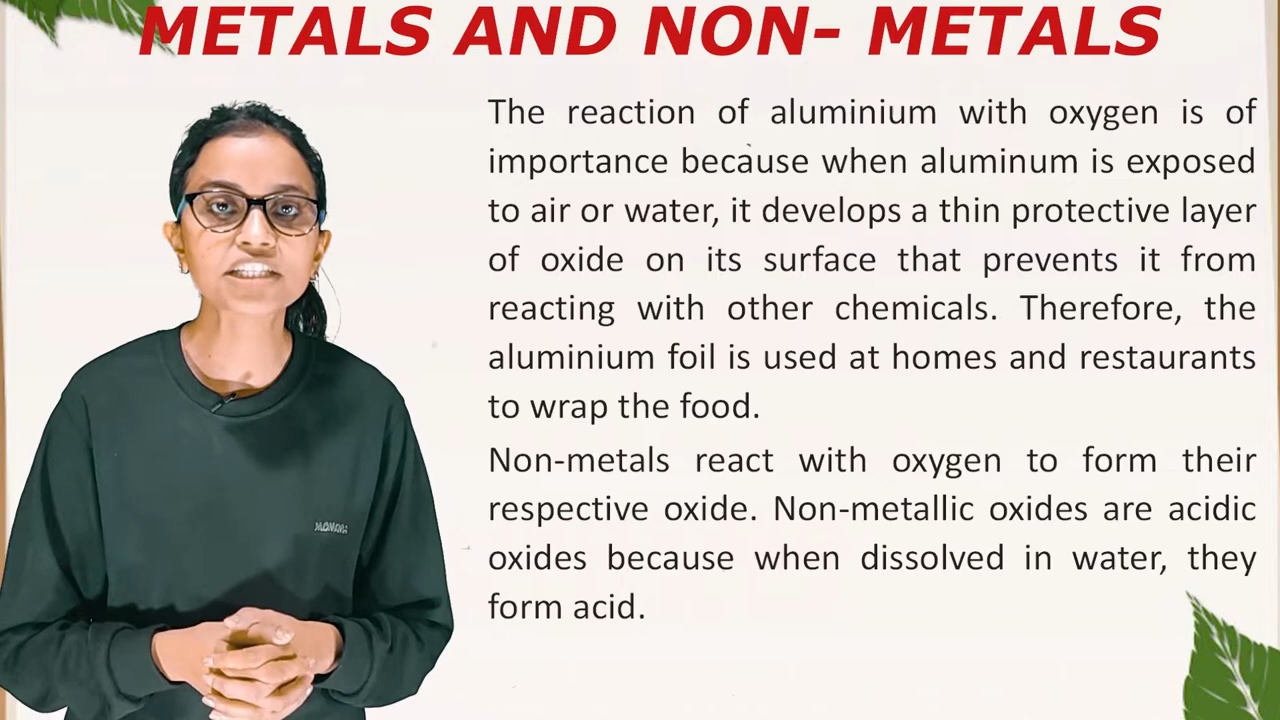 METALS AND NON- METALS
The reaction of aluminium with oxygen is of
importance because when aluminum is exposed
to air or water, it develops a thin protective layer
of oxide on its surface that prevents it from
reacting with other chemicals. Therefore, the
aluminium foil is used at homes and restaurants
to wrap the food.
Non-metals react with oxygen to form their
respective oxide. Non-metallic oxides are acidic
oxides because when dissolved in water, they
form acid.